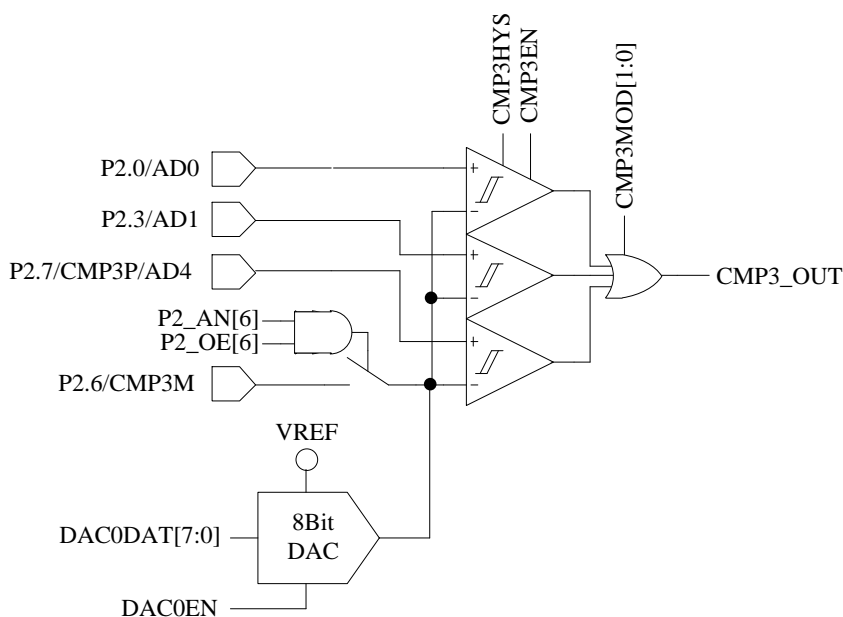 CMP3HYS
CMP3EN
CMP3MOD[1:0]
P2.0/AD0
+
-
P2.3/AD1
+
-
P2.7/CMP3P/AD4
+
-
CMP3_OUT
P2_AN[6]
P2_OE[6]
P2.6/CMP3M
VREF
DAC0DAT[7:0]
8Bit
DAC
DAC0EN